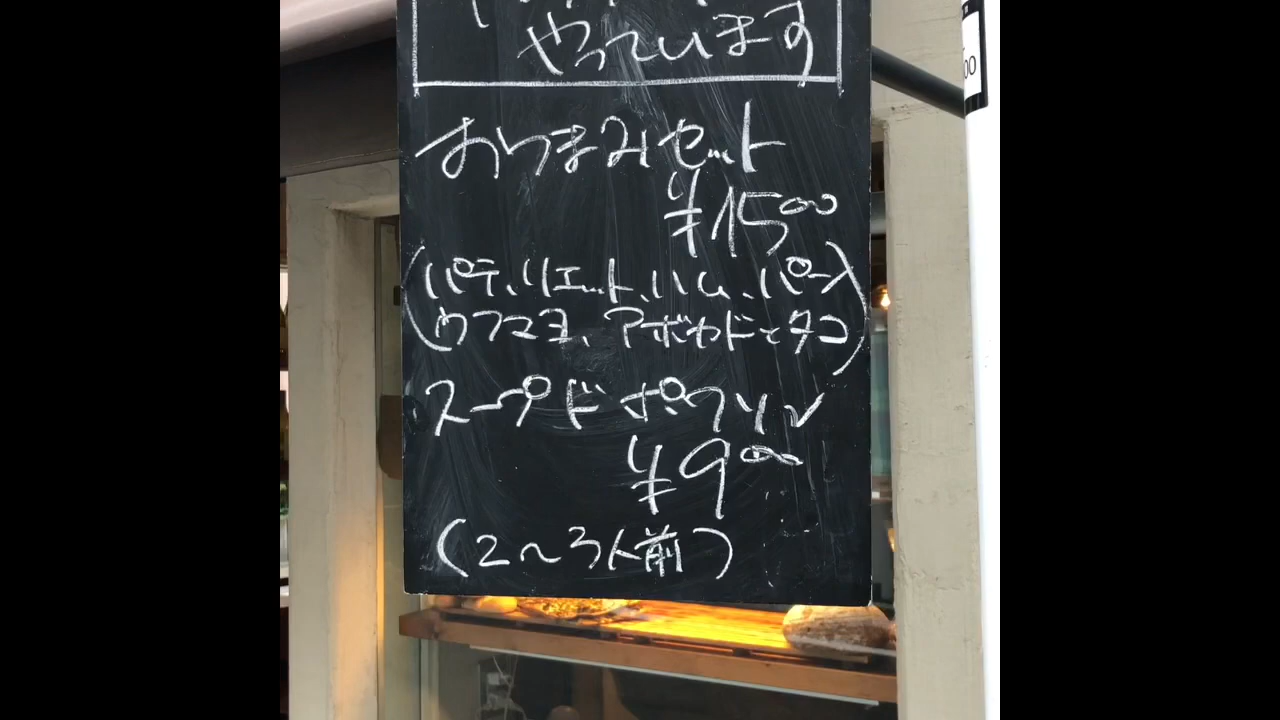 やっています
おつまみセット
¥1500
(パテ、リエット、ハム、パン
ウフマヨ、アボカドとタコ)
スープドポワソン
¥900
(2〜3人前)
00